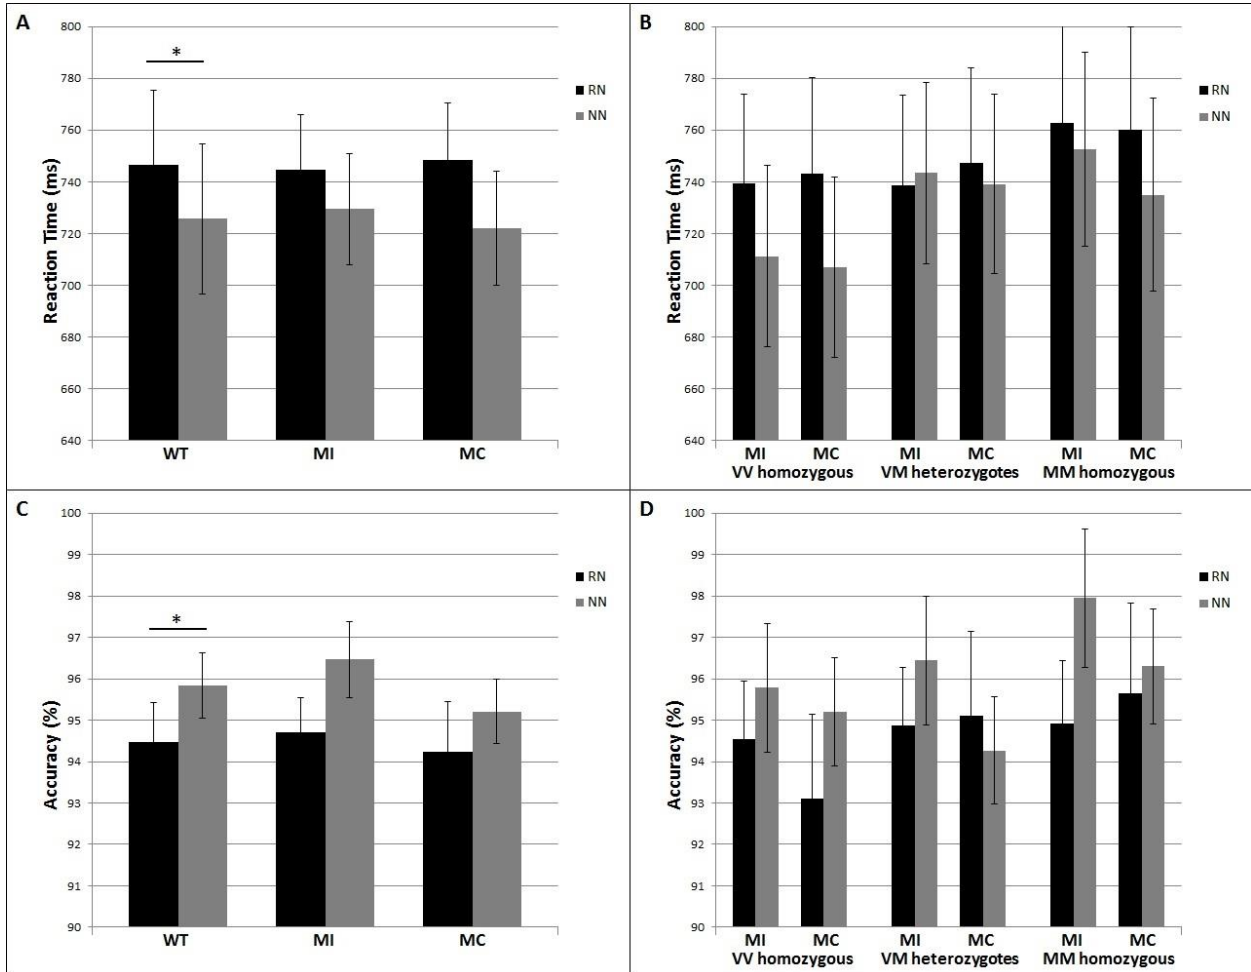 A
Reaction Time (ms)
800
780
760
740
720
700
680
660
640
*
WT
MI
MC
RN
NN
B
Reaction Time (ms)
800
780
760
740
720
700
680
660
640
MI MC MI MC MI MC
VV homozygous VM heterozygotes MM homozygous
RN
NN
C
Accuracy (%)
100
99
98
97
96
95
94
93
92
91
90
*
WT
MI
MC
RN
NN
D
Accuracy (%)
100
99
98
97
96
95
94
93
92
91
90
MI MC MI MC MI MC
VV homozygous VM heterozygotes MM homozygous
RN
NN